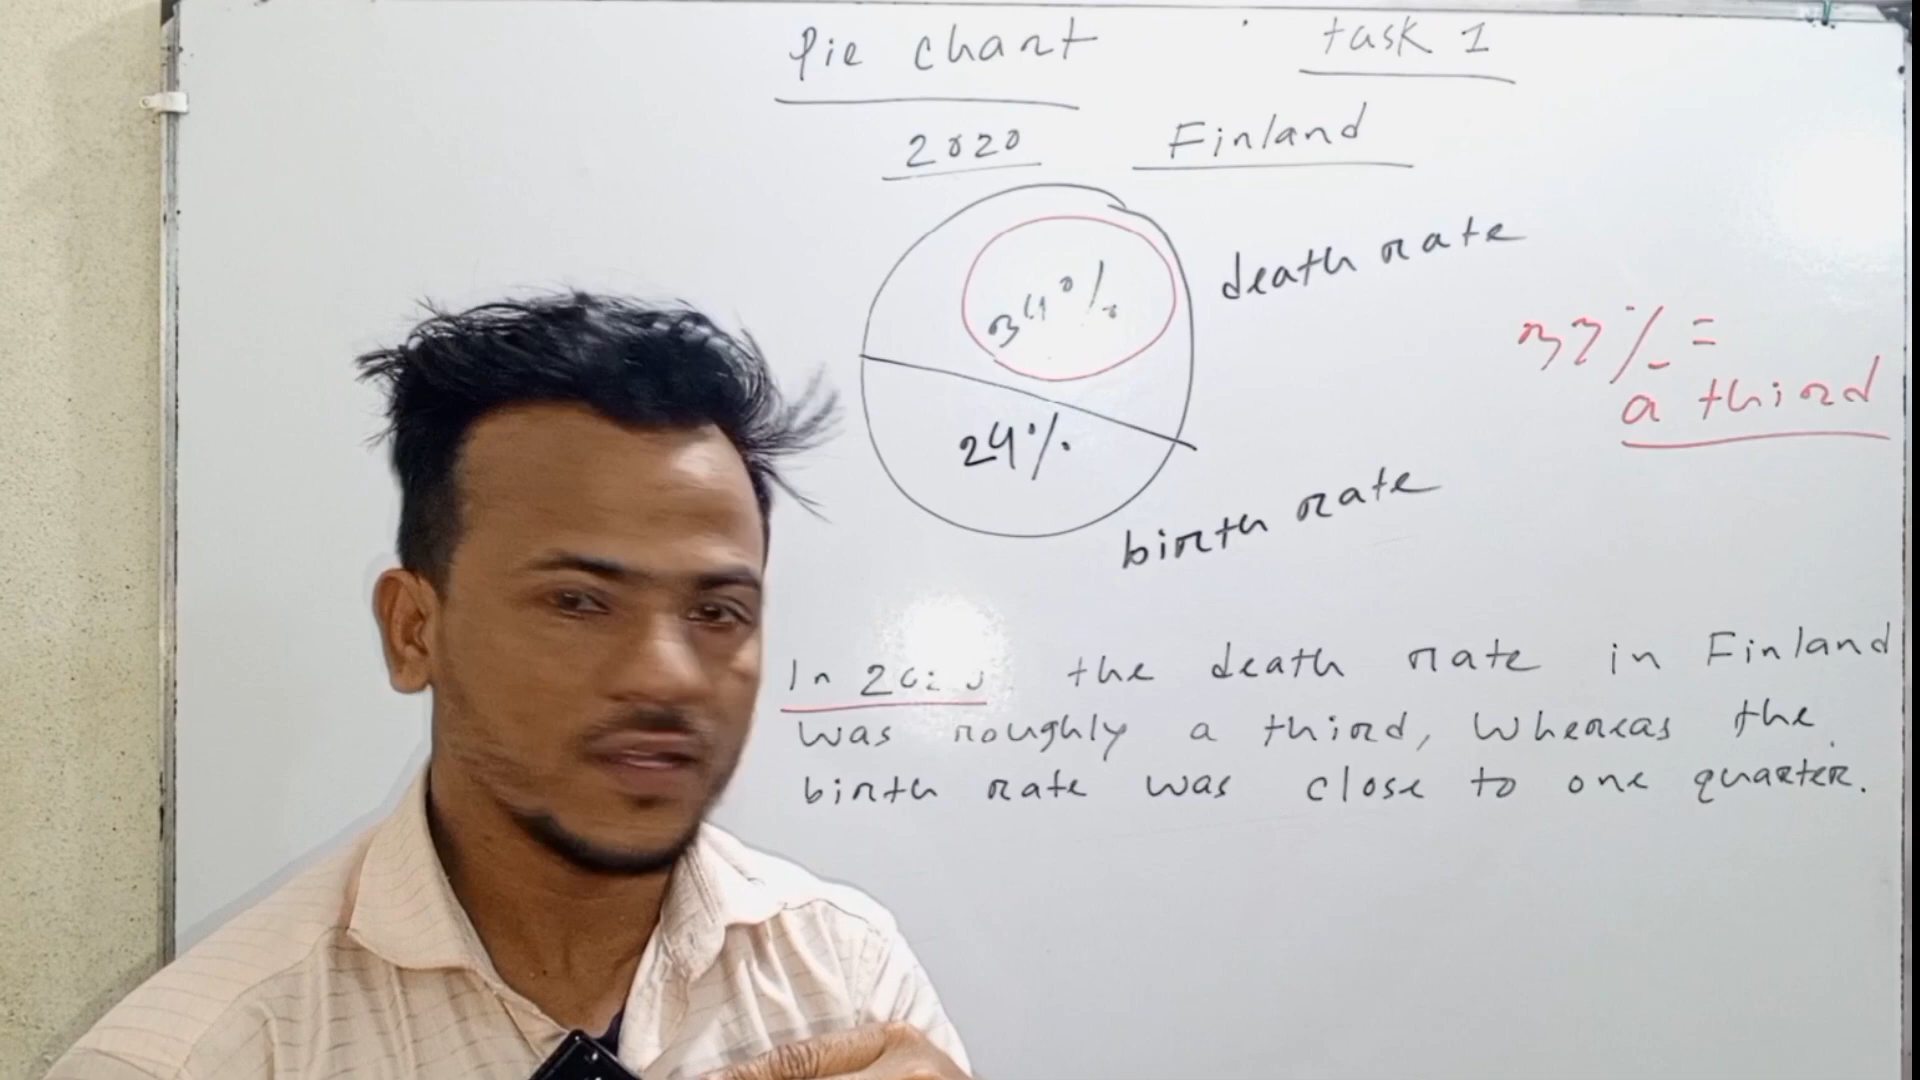 Pie chart task 1
2020 Finland
34%
death rate
33% =
a third
24%
birth rate
In 2020 the death rate in Finland
was roughly a third, whereas the
birth rate was close to one quarter.